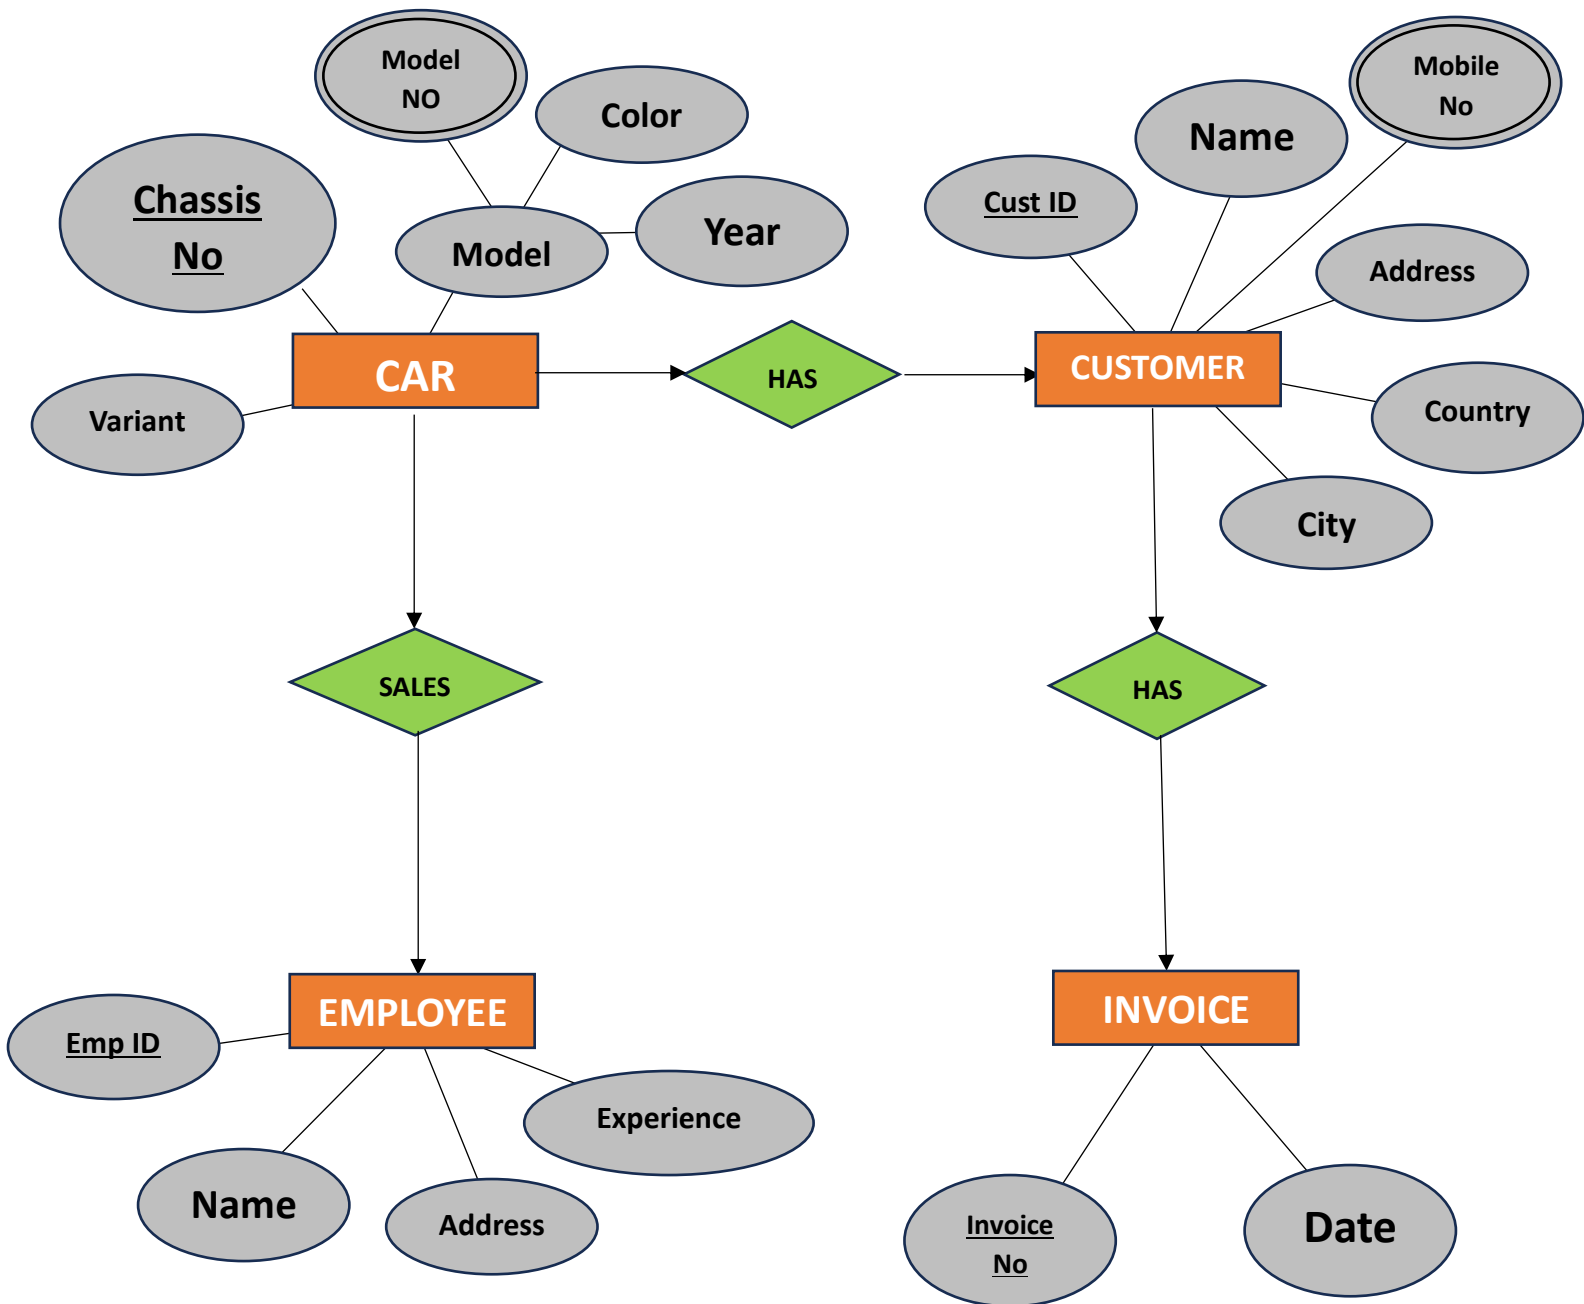 Model
NO
Color
Mobile
No
Name
Chassis
No
Cust ID
Year
Model
Address
CAR
HAS
CUSTOMER
Variant
Country
City
SALES
HAS
EMPLOYEE
INVOICE
Emp ID
Experience
Name
Address
Invoice
No
Date